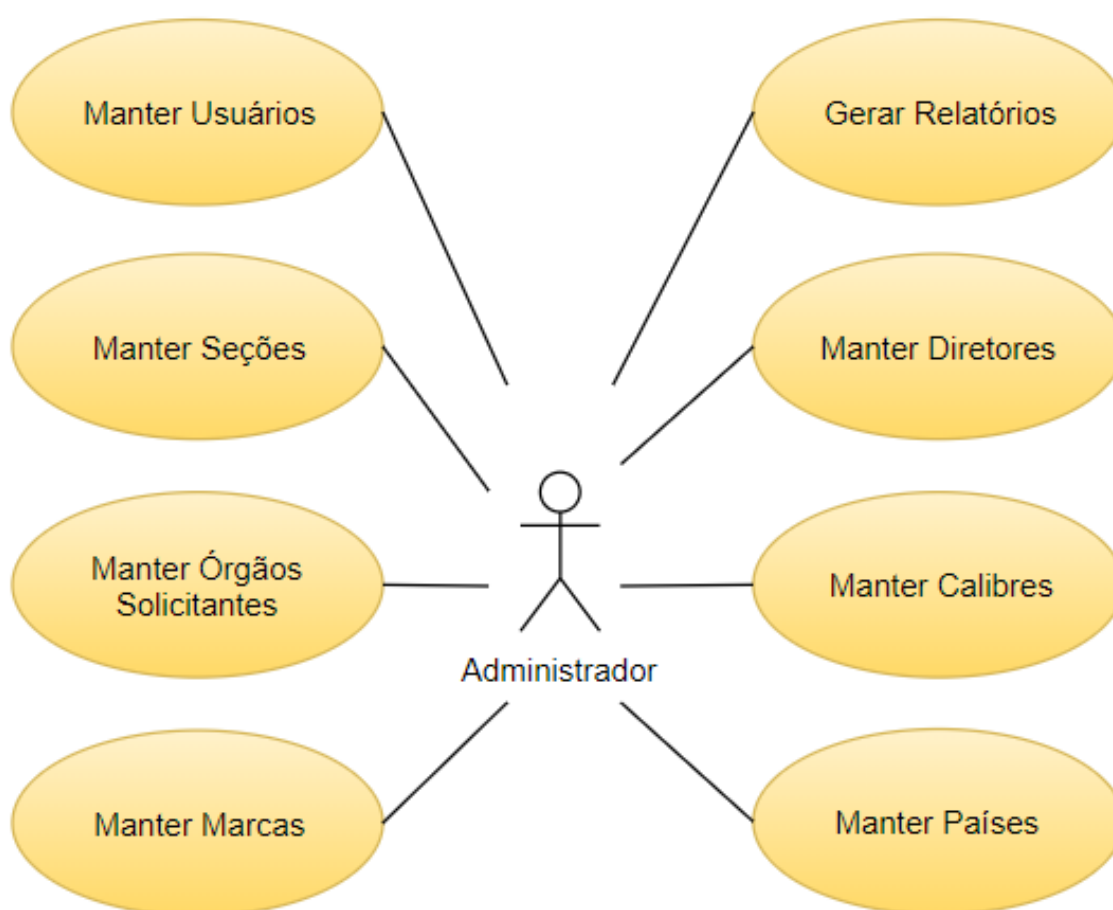 Manter Usuários
Gerar Relatórios
Manter Seções
Manter Diretores
Manter Órgãos
Solicitantes
Manter Calibres
Administrador
Manter Marcas
Manter Países